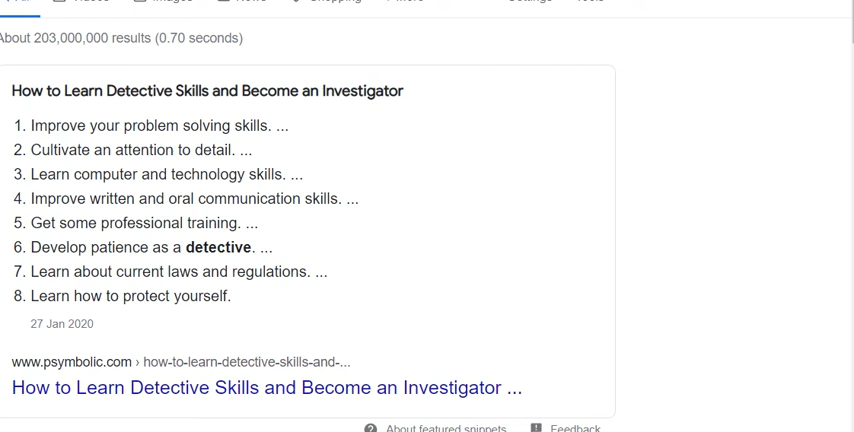 About 203,000,000 results (0.70 seconds)
How to Learn Detective Skills and Become an Investigator
1. Improve your problem solving skills. ...
2. Cultivate an attention to detail. ...
3. Learn computer and technology skills. ...
4. Improve written and oral communication skills. ...
5. Get some professional training. ...
6. Develop patience as a detective. ...
7. Learn about current laws and regulations. ...
8. Learn how to protect yourself.
27 Jan 2020
www.psymbolic.com › how-to-learn-detective-skills-and-...
How to Learn Detective Skills and Become an Investigator ...
About featured snippets Feedback